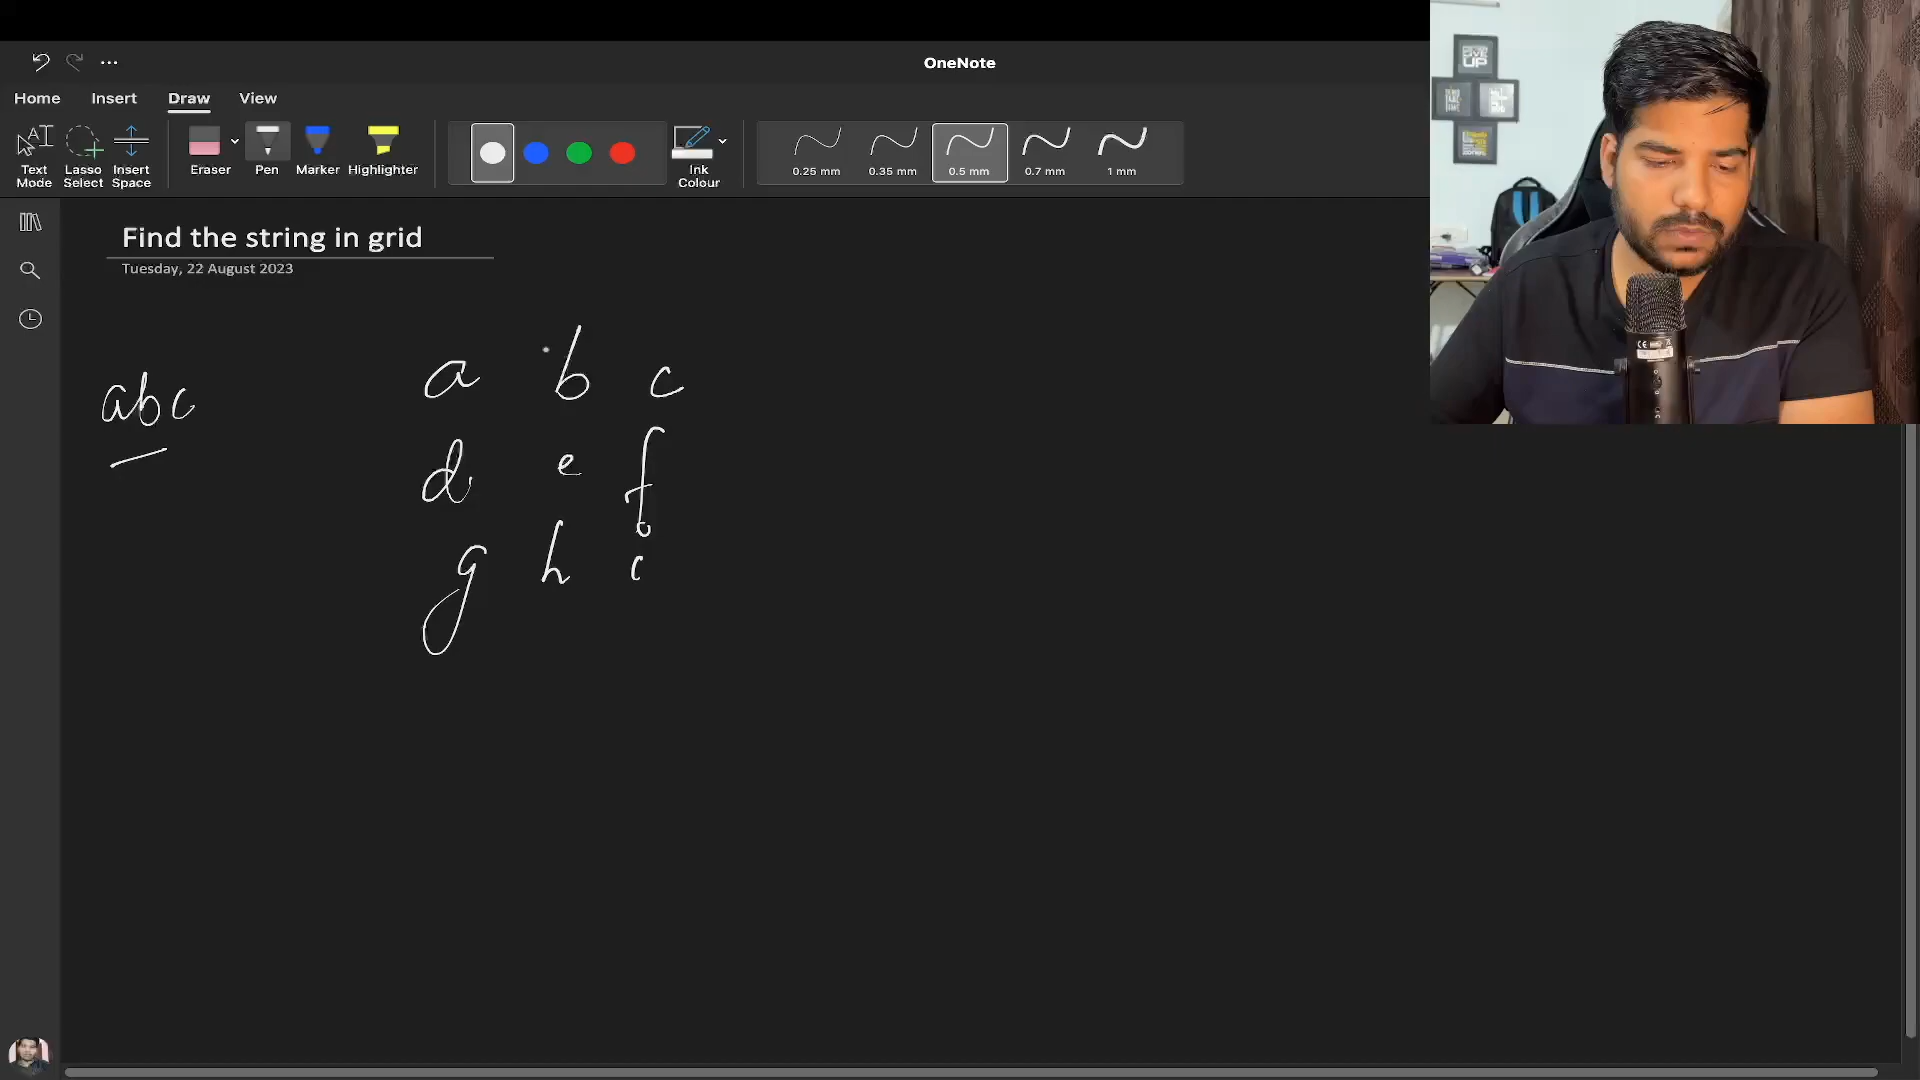 OneNote
Home Insert Draw View
Text Mode
Lasso Select
Insert Space
Eraser
Pen
Marker
Highlighter
Ink Colour
0.25 mm
0.35 mm
0.5 mm
0.7 mm
1 mm
GIVE UP
Find the string in grid
Tuesday, 22 August 2023
abc
a b c
d e f
g h i